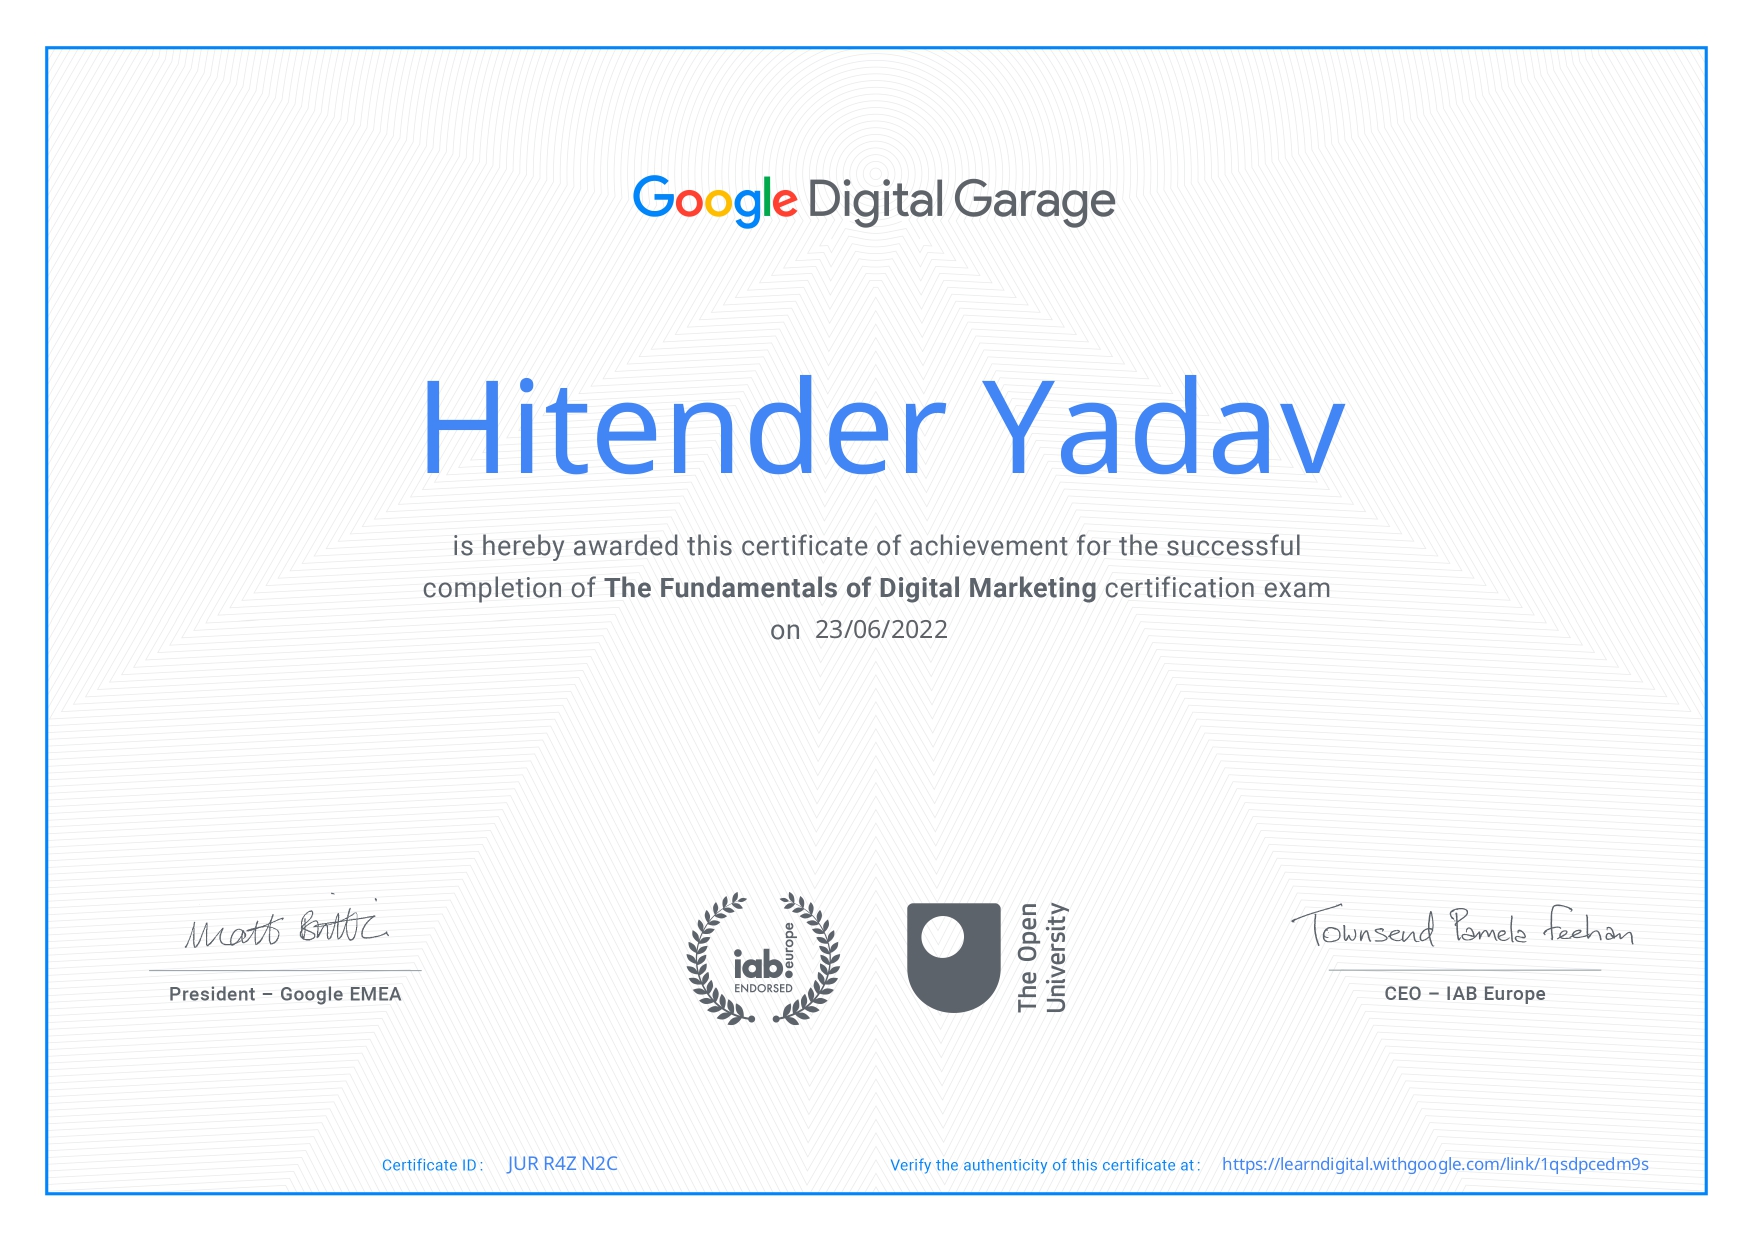 Google Digital Garage
Hitender Yadav
is hereby awarded this certificate of achievement for the successful
completion of The Fundamentals of Digital Marketing certification exam
on 23/06/2022
Matt Brittin
President – Google EMEA
iab. europe
ENDORSED
The Open
University
Townsend Pamela Feehan
CEO – IAB Europe
Certificate ID : JUR R4Z N2C
Verify the authenticity of this certificate at : https://learndigital.withgoogle.com/link/1qsdpcedm9s